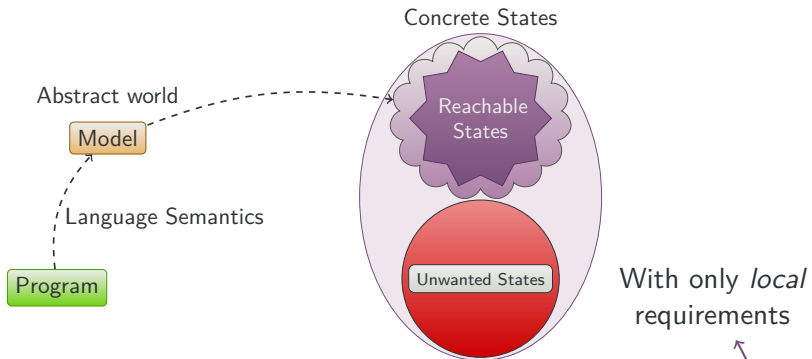 Concrete States
Abstract world
Model
Reachable
States
Language Semantics
Program
Unwanted States
With only local
requirements